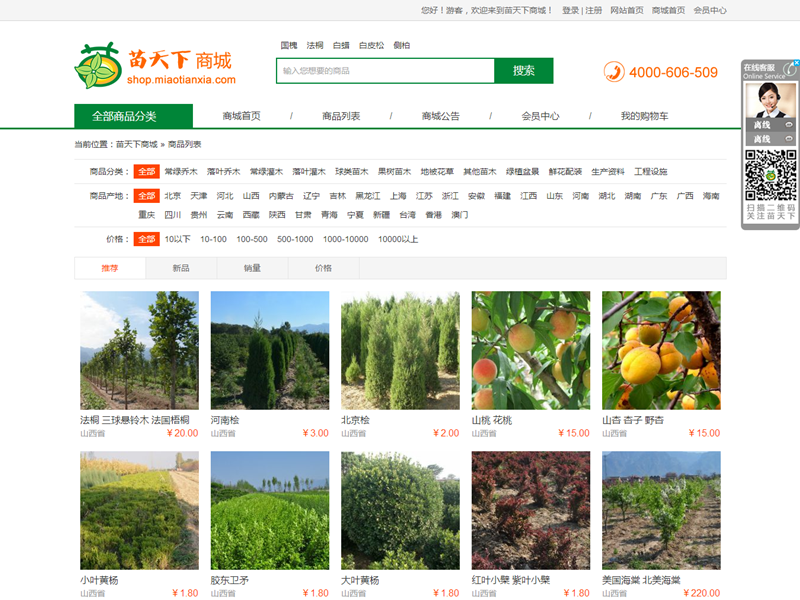 您好！游客，欢迎来到苗天下商城！ 登录 | 注册 网站首页 商城首页 会员中心
苗天下 商城
shop.miaotianxia.com
国槐 法桐 白蜡 白皮松 侧柏
输入您想要的商品 搜索
4000-606-509
在线客服
Online Service
离线
离线
扫描二维码
关注苗天下
全部商品分类 商城首页 / 商品列表 / 商城公告 / 会员中心 / 我的购物车
当前位置：苗天下商城 » 商品列表
商品分类： 全部 常绿乔木 落叶乔木 常绿灌木 落叶灌木 球类苗木 果树苗木 地被花草 其他苗木 绿植盆景 鲜花配装 生产资料 工程设施
商品产地： 全部 北京 天津 河北 山西 内蒙古 辽宁 吉林 黑龙江 上海 江苏 浙江 安徽 福建 江西 山东 河南 湖北 湖南 广东 广西 海南
重庆 四川 贵州 云南 西藏 陕西 甘肃 青海 宁夏 新疆 台湾 香港 澳门
价格： 全部 10以下 10-100 100-500 500-1000 1000-10000 10000以上
推荐 新品 销量 价格
法桐 三球悬铃木 法国梧桐
山西省 ￥20.00
河南桧
山西省 ￥3.00
北京桧
山西省 ￥2.00
山桃 花桃
山西省 ￥15.00
山杏 杏子 野杏
山西省 ￥15.00
小叶黄杨
山西省 ￥1.80
胶东卫矛
山西省 ￥1.80
大叶黄杨
山西省 ￥1.80
红叶小檗 紫叶小檗
山西省 ￥1.80
美国海棠 北美海棠
山西省 ￥220.00